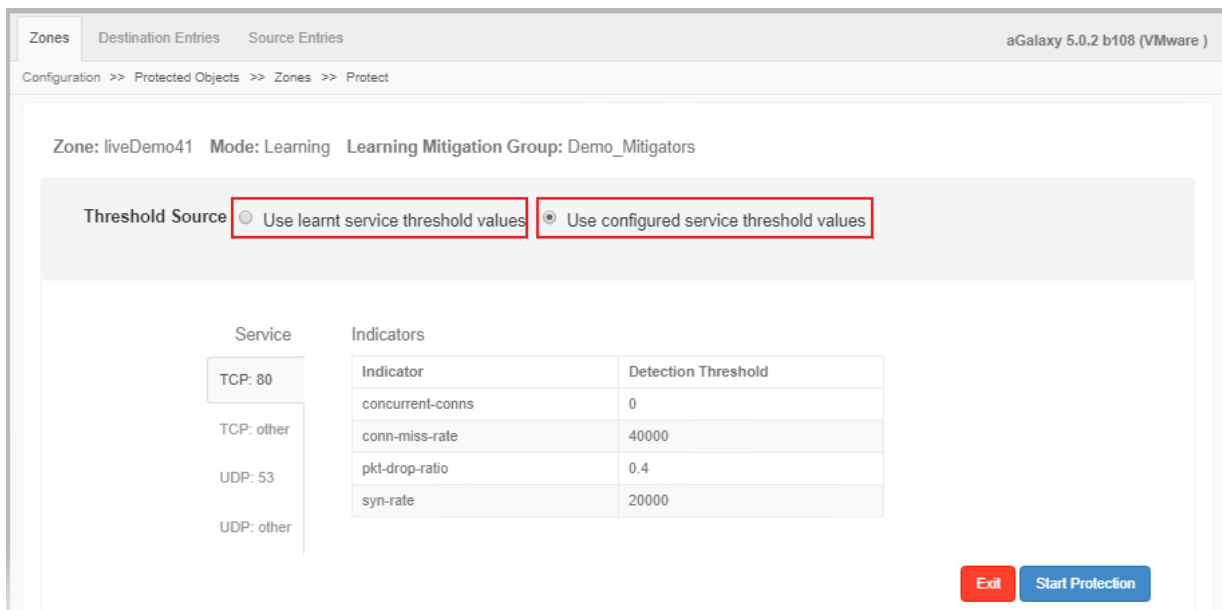 Zones Destination Entries Source Entries aGalaxy 5.0.2 b108 (VMware )
Configuration >> Protected Objects >> Zones >> Protect
Zone: liveDemo41 Mode: Learning Learning Mitigation Group: Demo_Mitigators
Threshold Source Use learnt service threshold values Use configured service threshold values
Service
TCP: 80
TCP: other
UDP: 53
UDP: other
Indicators
Indicator Detection Threshold
concurrent-conns 0
conn-miss-rate 40000
pkt-drop-ratio 0.4
syn-rate 20000
Exit Start Protection